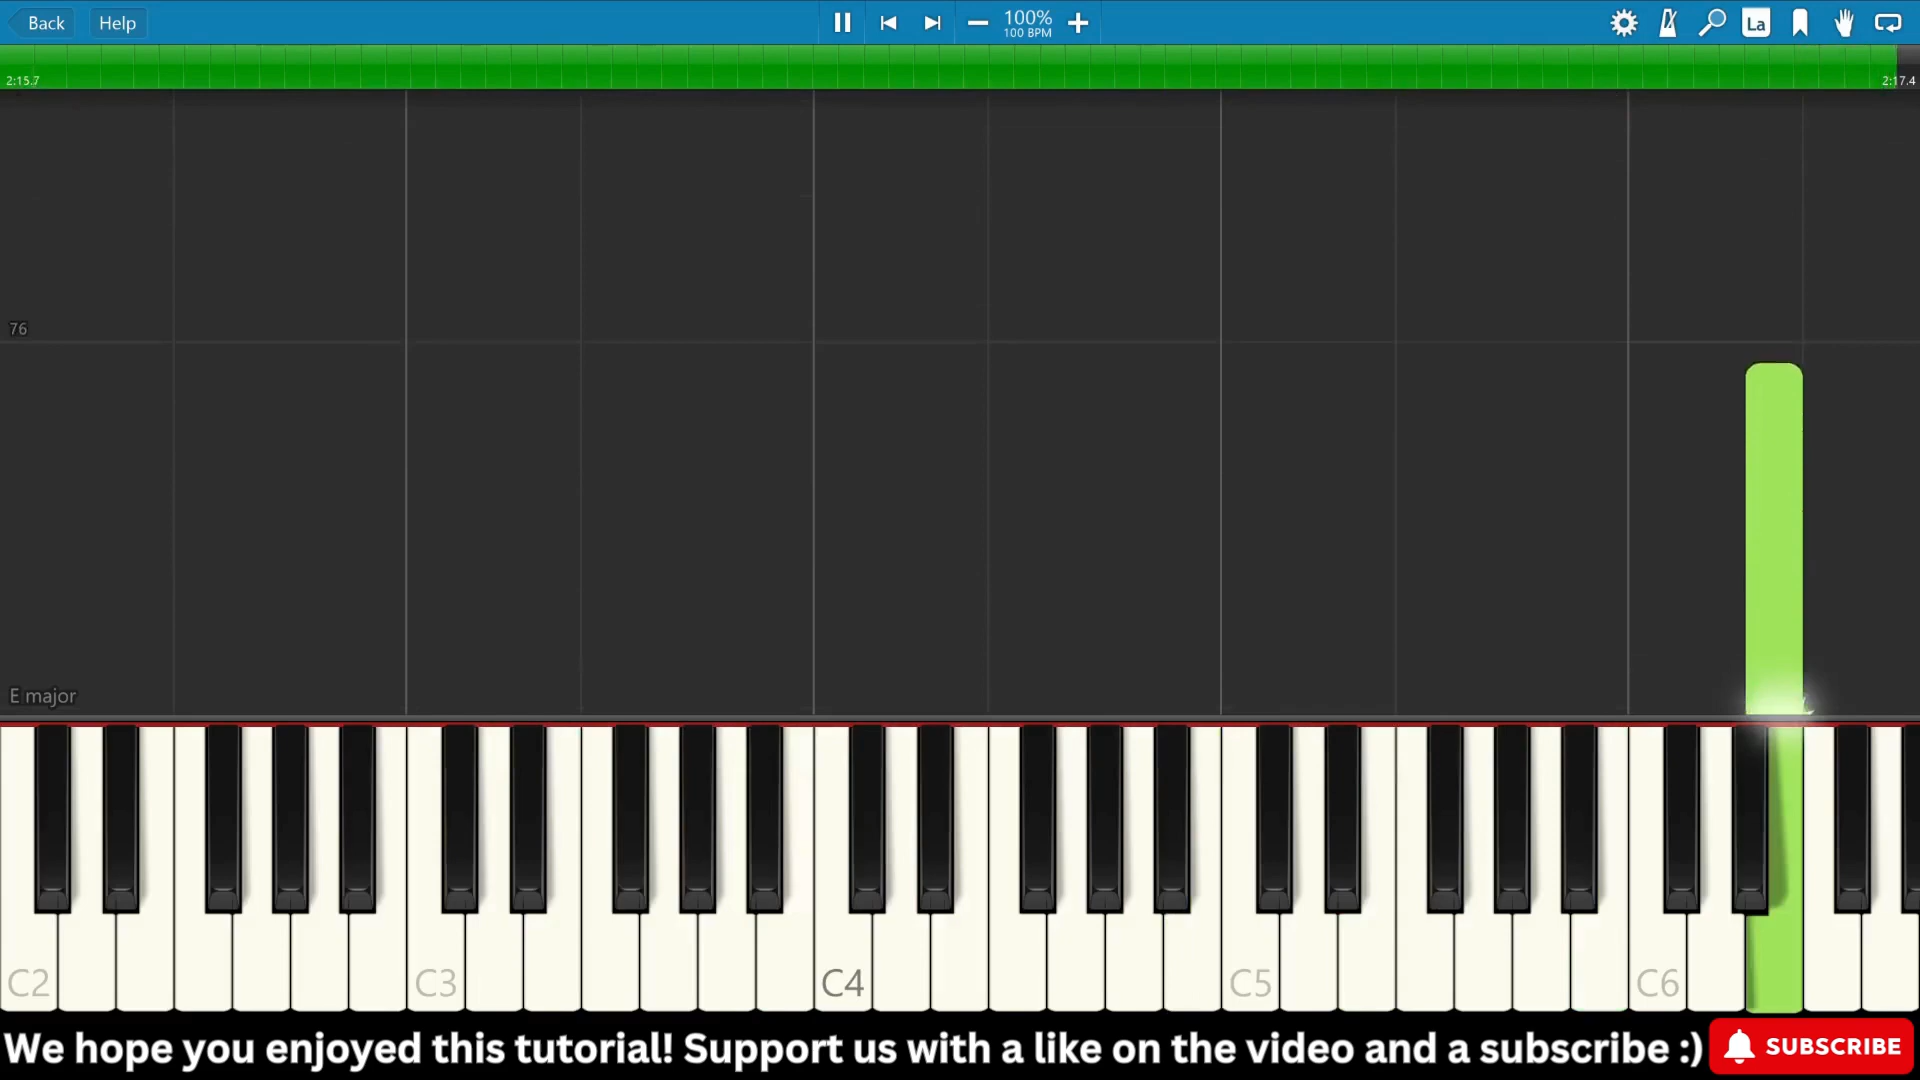 Back Help 100%
100 BPM La
2:15.7 2:17.4
76
E major
C2 C3 C4 C5 C6
We hope you enjoyed this tutorial! Support us with a like on the video and a subscribe :) SUBSCRIBE